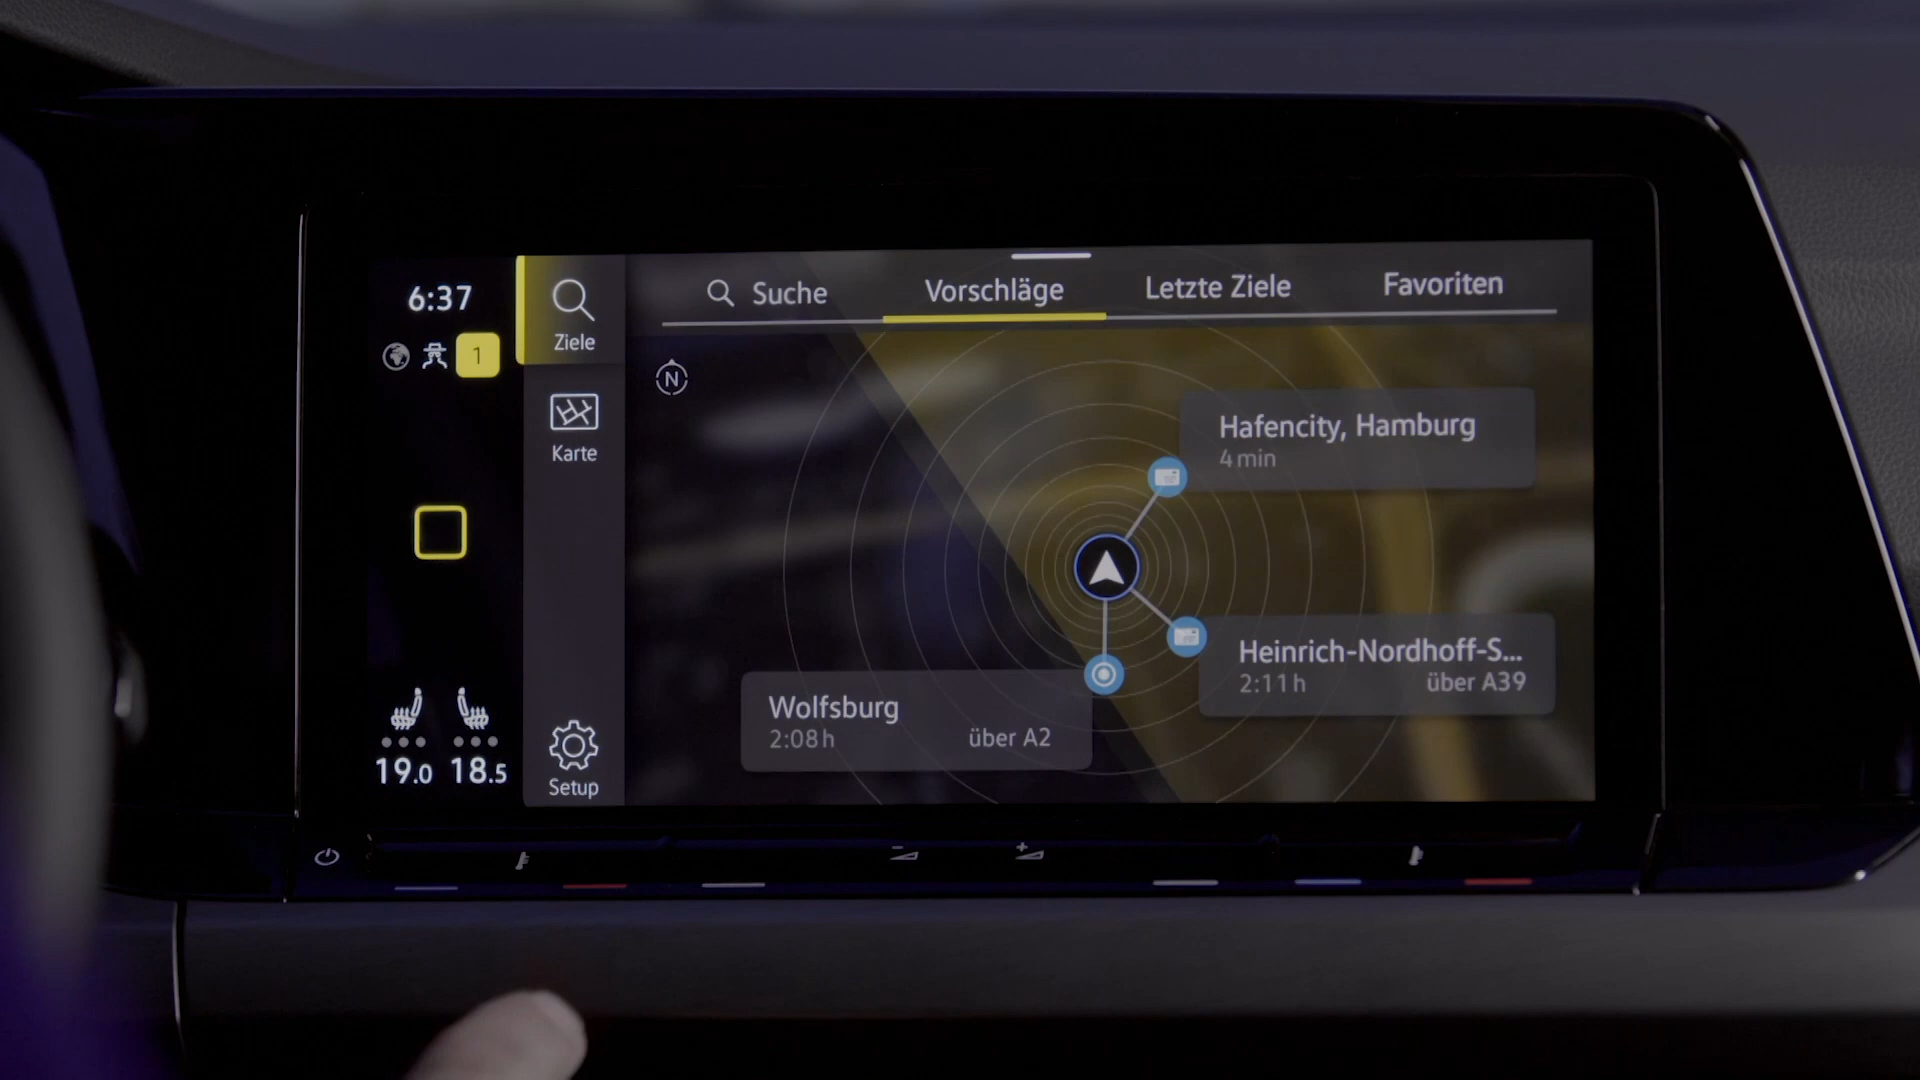 6:37
1
Ziele
Karte
Setup
19.0 18.5
Suche Vorschläge Letzte Ziele Favoriten
N
Hafencity, Hamburg
4 min
Heinrich-Nordhoff-S...
2:11 h über A39
Wolfsburg
2:08 h über A2